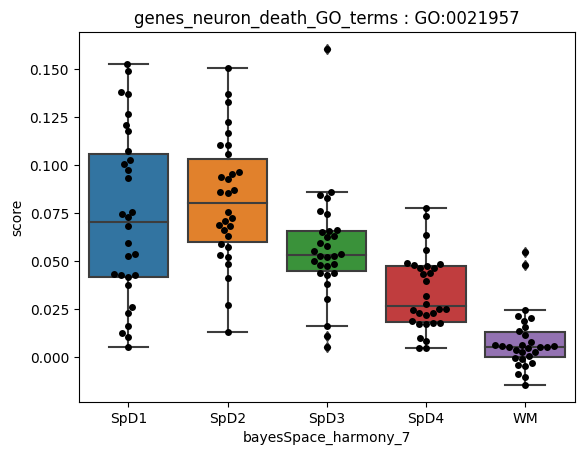 genes_neuron_death_GO_terms : GO:0021957
score
0.150
0.125
0.100
0.075
0.050
0.025
0.000
SpD1 SpD2 SpD3 SpD4 WM
bayesSpace_harmony_7